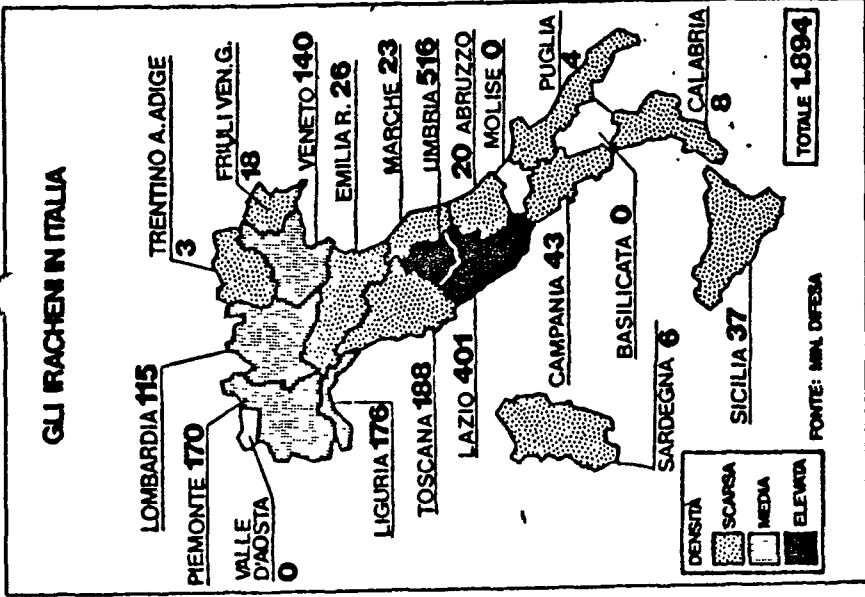 GLI IRACHENI IN ITALIA
TRENTINO A. ADIGE
3
FRIULI VEN.G.
18
VENETO 140
EMILIA R. 26
MARCHE 23
UMBRIA 516
20 ABRUZZO
MOLISE 0
PUGLIA
4
CALABRIA
8
LOMBARDIA 115
PIEMONTE 170
VALLE
D'AOSTA
0
LIGURIA 176
TOSCANA 188
LAZIO 401
CAMPANIA 43
BASILICATA 0
SARDEGNA 6
SICILIA 37
TOTALE 1.894
DENSITÀ
SCARSA
MEDIA
ELEVATA
FONTE: MIN. DIFESA